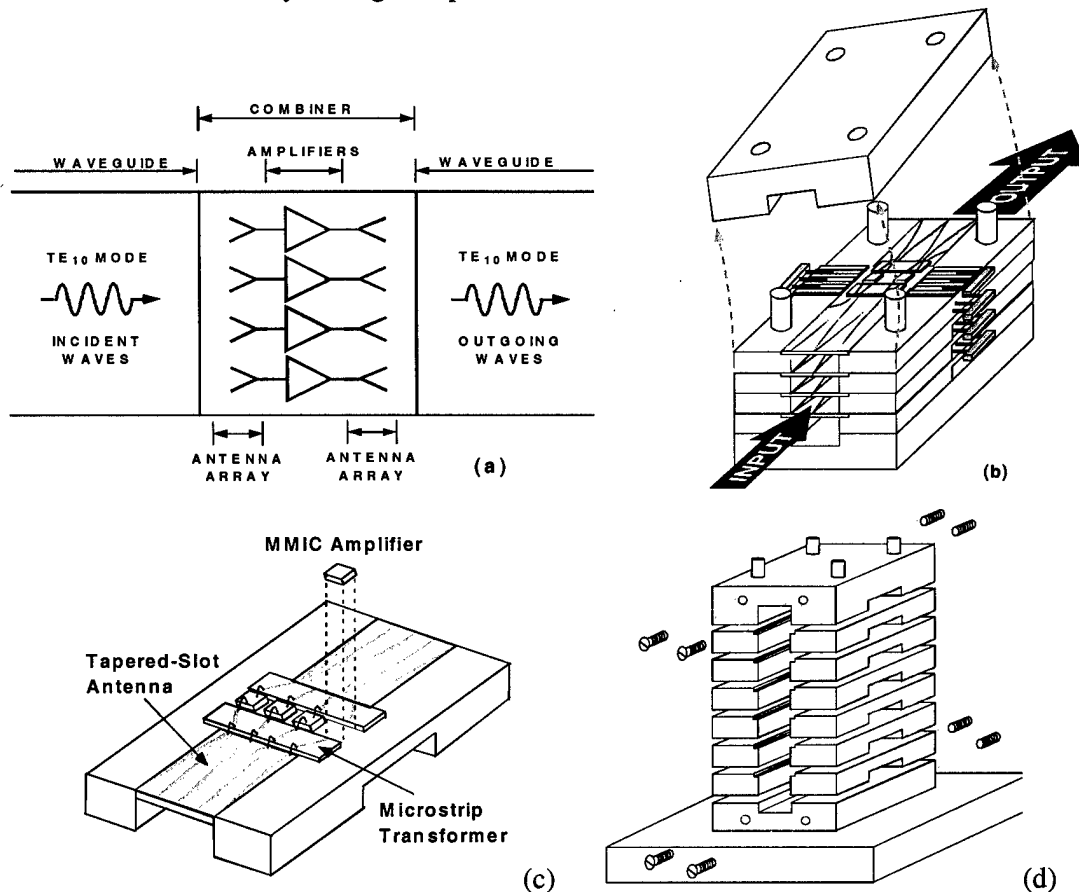 COMBINER
WAVEGUIDE AMPLIFIERS WAVEGUIDE
TE10 MODE TE10 MODE
INCIDENT OUTGOING
WAVES WAVES
ANTENNA ANTENNA
ARRAY ARRAY
(a)
OUTPUT
INPUT
(b)
MMIC Amplifier
Tapered-Slot
Antenna
Microstrip
Transformer
(c)
(d)